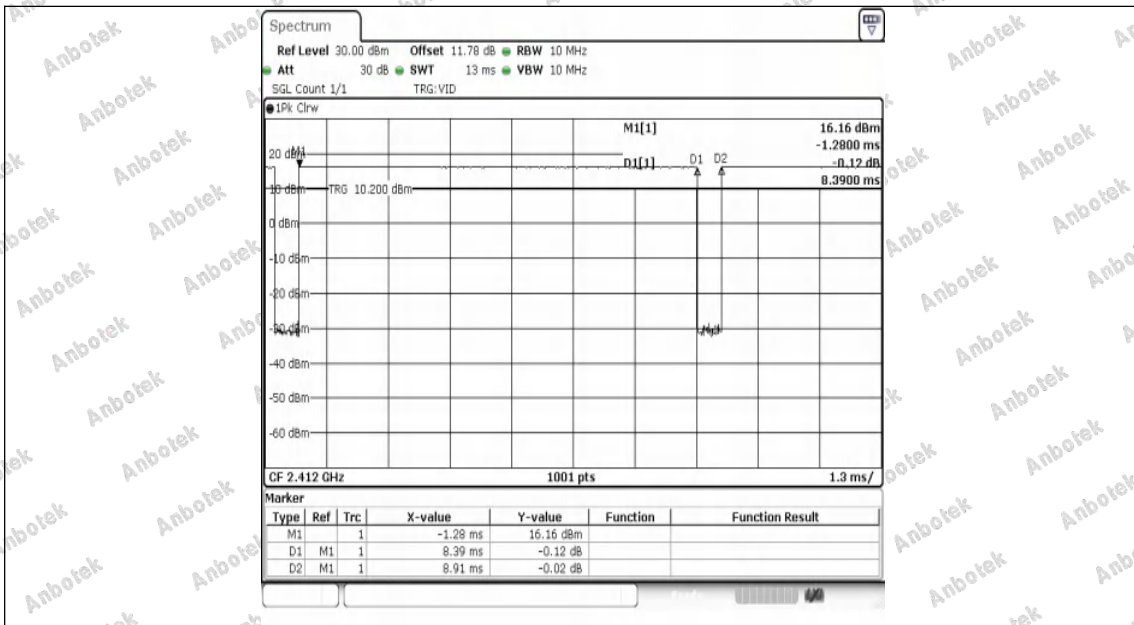 Spectrum
Ref Level 30.00 dBm Offset 11.78 dB RBW 10 MHz
Att 30 dB SWT 13 ms VBW 10 MHz
SGL Count 1/1 TRG:VID
1Pk Clrw
M1[1] 16.16 dBm
-1.2800 ms
20 dBm M1 D1[1] D1 D2 -0.12 dB
8.3900 ms
10 dBm TRG 10.200 dBm
0 dBm
-10 dBm
-20 dBm
-30 dBm
-40 dBm
-50 dBm
-60 dBm
CF 2.412 GHz 1001 pts 1.3 ms/
Marker
Type Ref Trc X-value Y-value Function Function Result
M1 1 -1.28 ms 16.16 dBm
D1 M1 1 8.39 ms -0.12 dB
D2 M1 1 8.91 ms -0.02 dB
Anbotek